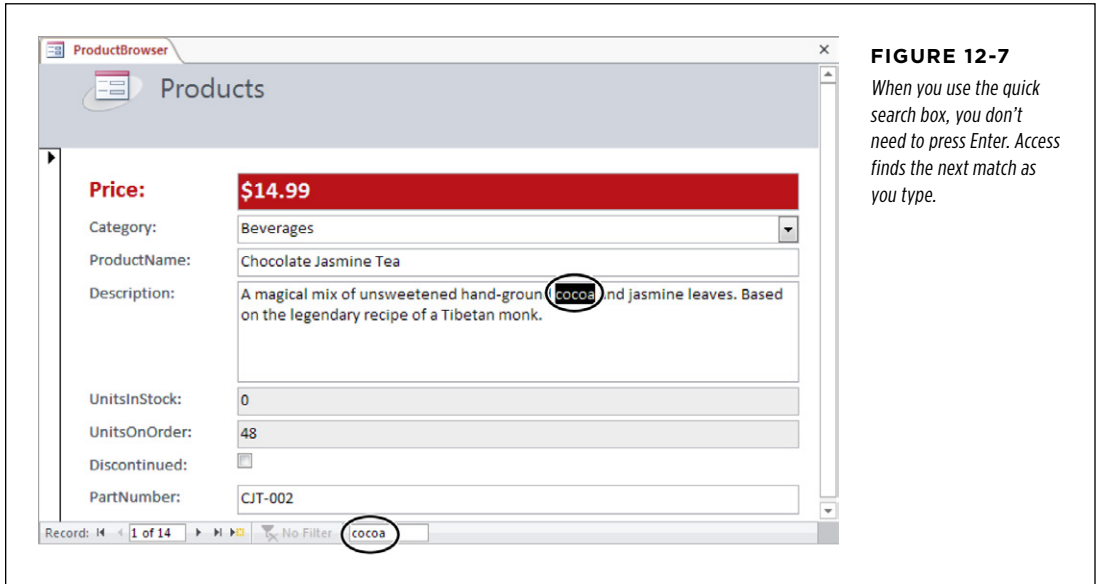 ProductBrowser
×
Products
Price: $14.99
Category: Beverages
ProductName: Chocolate Jasmine Tea
Description: A magical mix of unsweetened hand-ground cocoa and jasmine leaves. Based
on the legendary recipe of a Tibetan monk.
UnitsInStock: 0
UnitsOnOrder: 48
Discontinued:
PartNumber: CJT-002
Record: 1 of 14 No Filter cocoa
FIGURE 12-7
When you use the quick
search box, you don't
need to press Enter. Access
finds the next match as
you type.